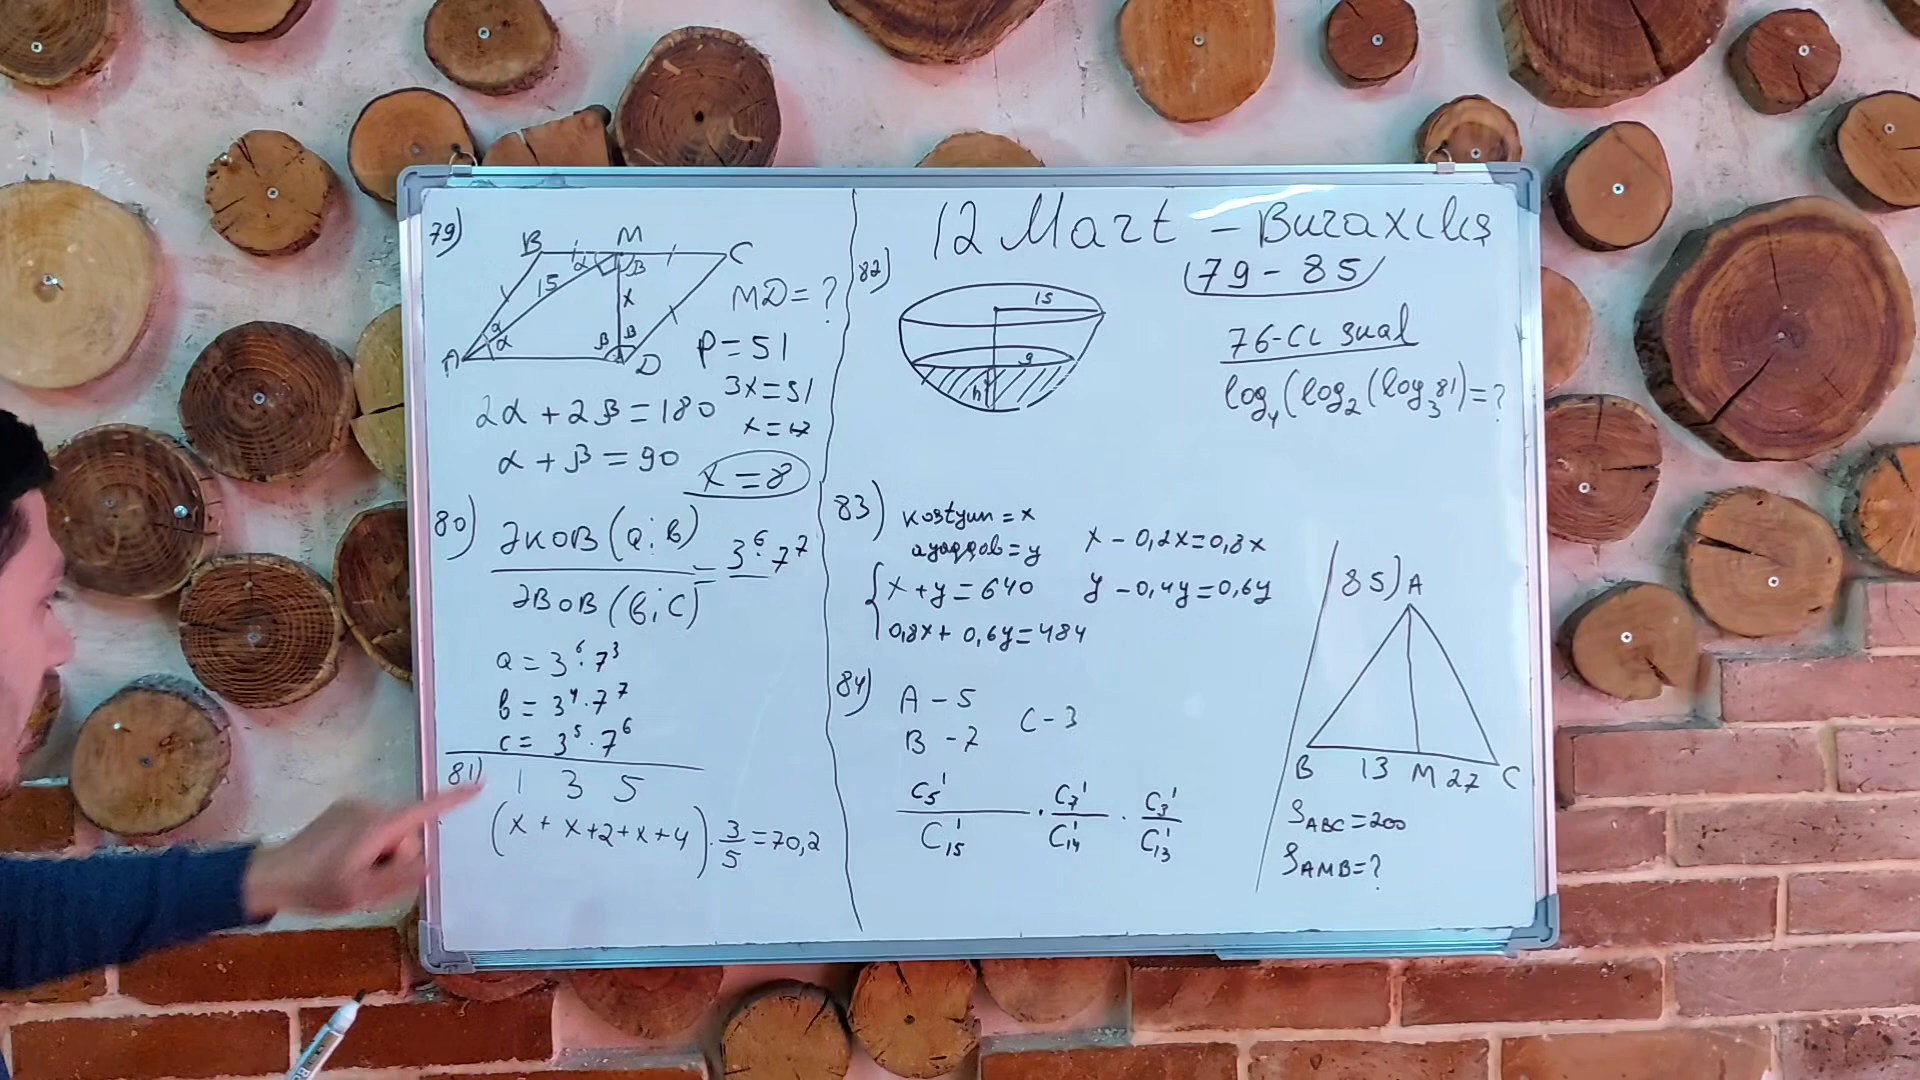 12 Mart - Buraxılış
79 - 85
79)
B M C
α β
15
x
α
α
β β
A D
MD = ?
P = 51
3x = 51
x = 17
2α + 2β = 180
α + β = 90
x = 8
80)
ƏKOB (a; b)
ƏBOB (b; c)
= 3⁶ · 7⁷
a = 3⁶ · 7³
b = 3⁴ · 7⁷
c = 3⁵ · 7⁶
81)
1 3 5
(x + x+2+x+4) · 3/5 = 70,2
82)
15
9
h
76-cı sual
log₄(log₂(log₃81) = ?
83)
kostyum = x
ayaqqab = y
x - 0,2x = 0,8x
{ x + y = 640
y - 0,4y = 0,6y
0,8x + 0,6y = 484
84)
A - 5
B - 7
C - 3
C₅¹/C₁₅¹ · C₇¹/C₁₄¹ · C₃¹/C₁₃¹
85)
A
B 13 M 27 C
S_ABC = 200
S_AMB = ?